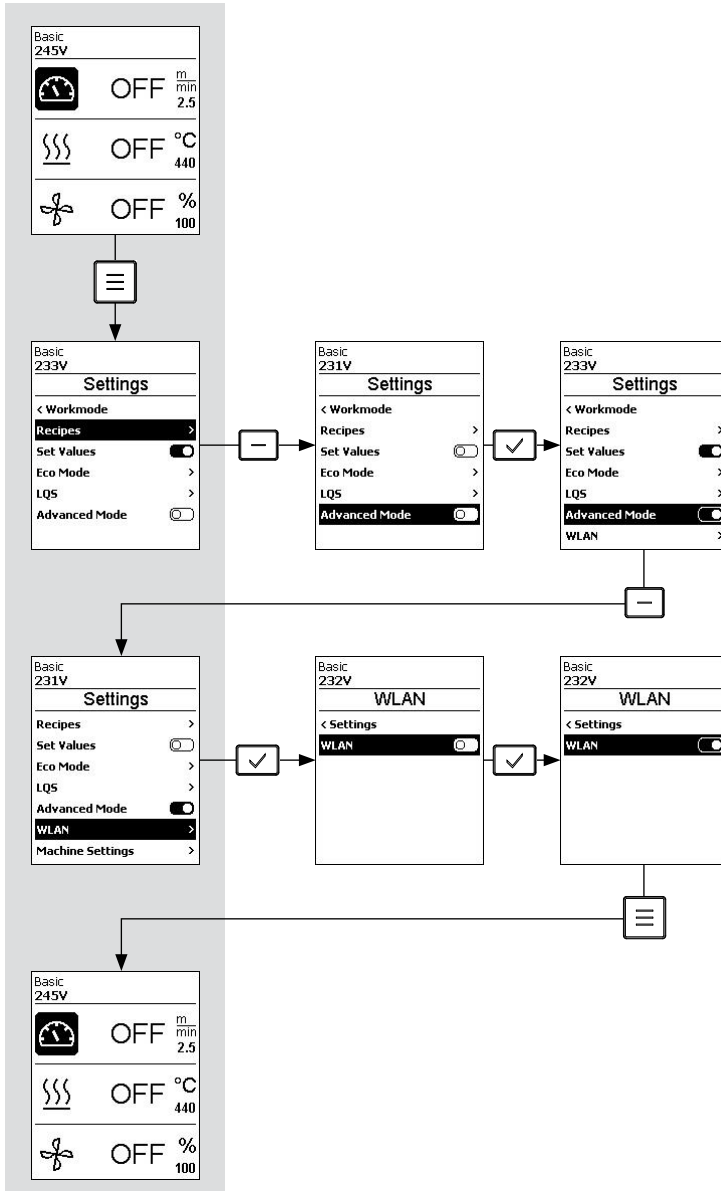 Basic
245V
OFF m/min 2.5
OFF °C 440
OFF % 100
Basic
233V
Settings
< Workmode
Recipes >
Set Values
Eco Mode >
LQS >
Advanced Mode
Basic
231V
Settings
< Workmode
Recipes >
Set Values
Eco Mode >
LQS >
Advanced Mode
Basic
233V
Settings
< Workmode
Recipes >
Set Values
Eco Mode >
LQS >
Advanced Mode
WLAN >
Basic
231V
Settings
Recipes >
Set Values
Eco Mode >
LQS >
Advanced Mode
WLAN >
Machine Settings >
Basic
232V
WLAN
< Settings
WLAN
Basic
232V
WLAN
< Settings
WLAN
Basic
245V
OFF m/min 2.5
OFF °C 440
OFF % 100